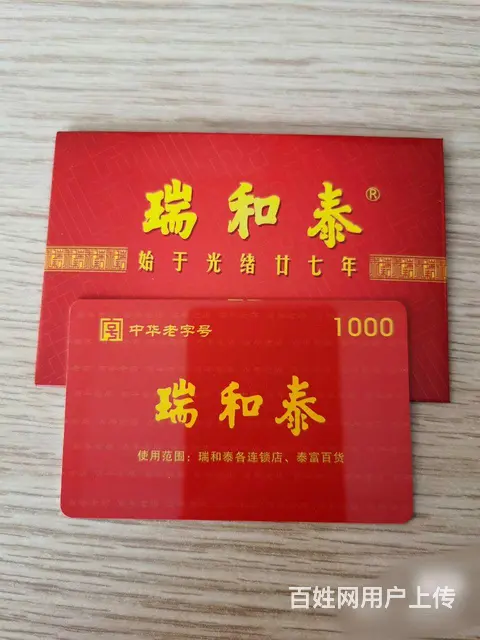 瑞和泰®
始于光绪廿七年
中华老字号
1000
瑞和泰
使用范围：瑞和泰各连锁店、泰富百货
百姓网用户上传